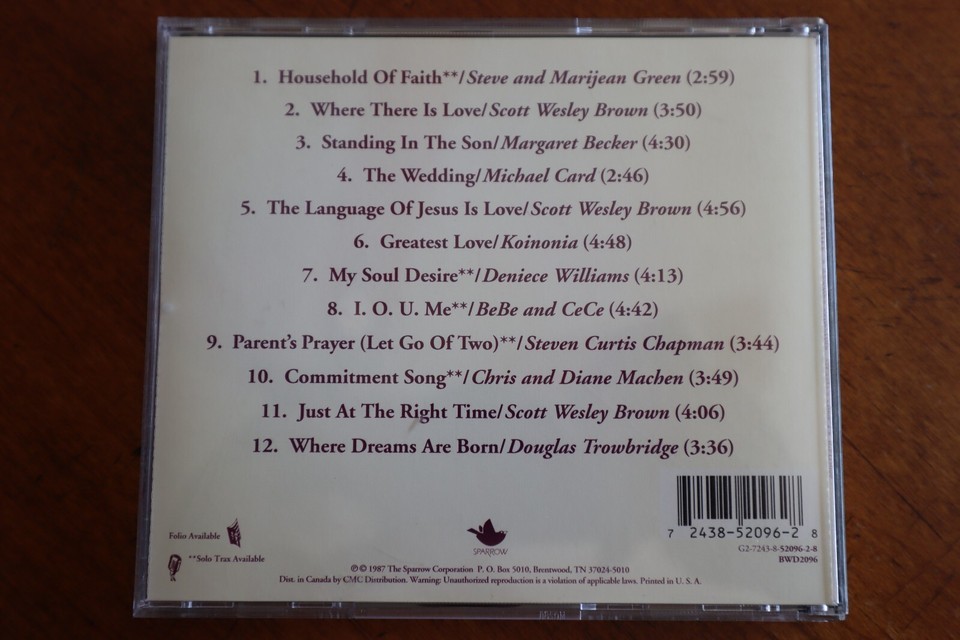 1. Household Of Faith**/Steve and Marijean Green (2:59)
2. Where There Is Love/Scott Wesley Brown (3:50)
3. Standing In The Son/Margaret Becker (4:30)
4. The Wedding/Michael Card (2:46)
5. The Language Of Jesus Is Love/Scott Wesley Brown (4:56)
6. Greatest Love/Koinonia (4:48)
7. My Soul Desire**/Deniece Williams (4:13)
8. I. O. U. Me**/BeBe and CeCe (4:42)
9. Parent's Prayer (Let Go Of Two)**/Steven Curtis Chapman (3:44)
10. Commitment Song**/Chris and Diane Machen (3:49)
11. Just At The Right Time/Scott Wesley Brown (4:06)
12. Where Dreams Are Born/Douglas Trowbridge (3:36)
7 2438-52096-2 8
G2-7243-8-52096-2-8
BWD2096
Folio Available
**Solo Trax Available
SPARROW
℗© 1987 The Sparrow Corporation P. O. Box 5010, Brentwood, TN 37024-5010
Dist. in Canada by CMC Distribution. Warning: Unauthorized reproduction is a violation of applicable laws. Printed in U. S. A.